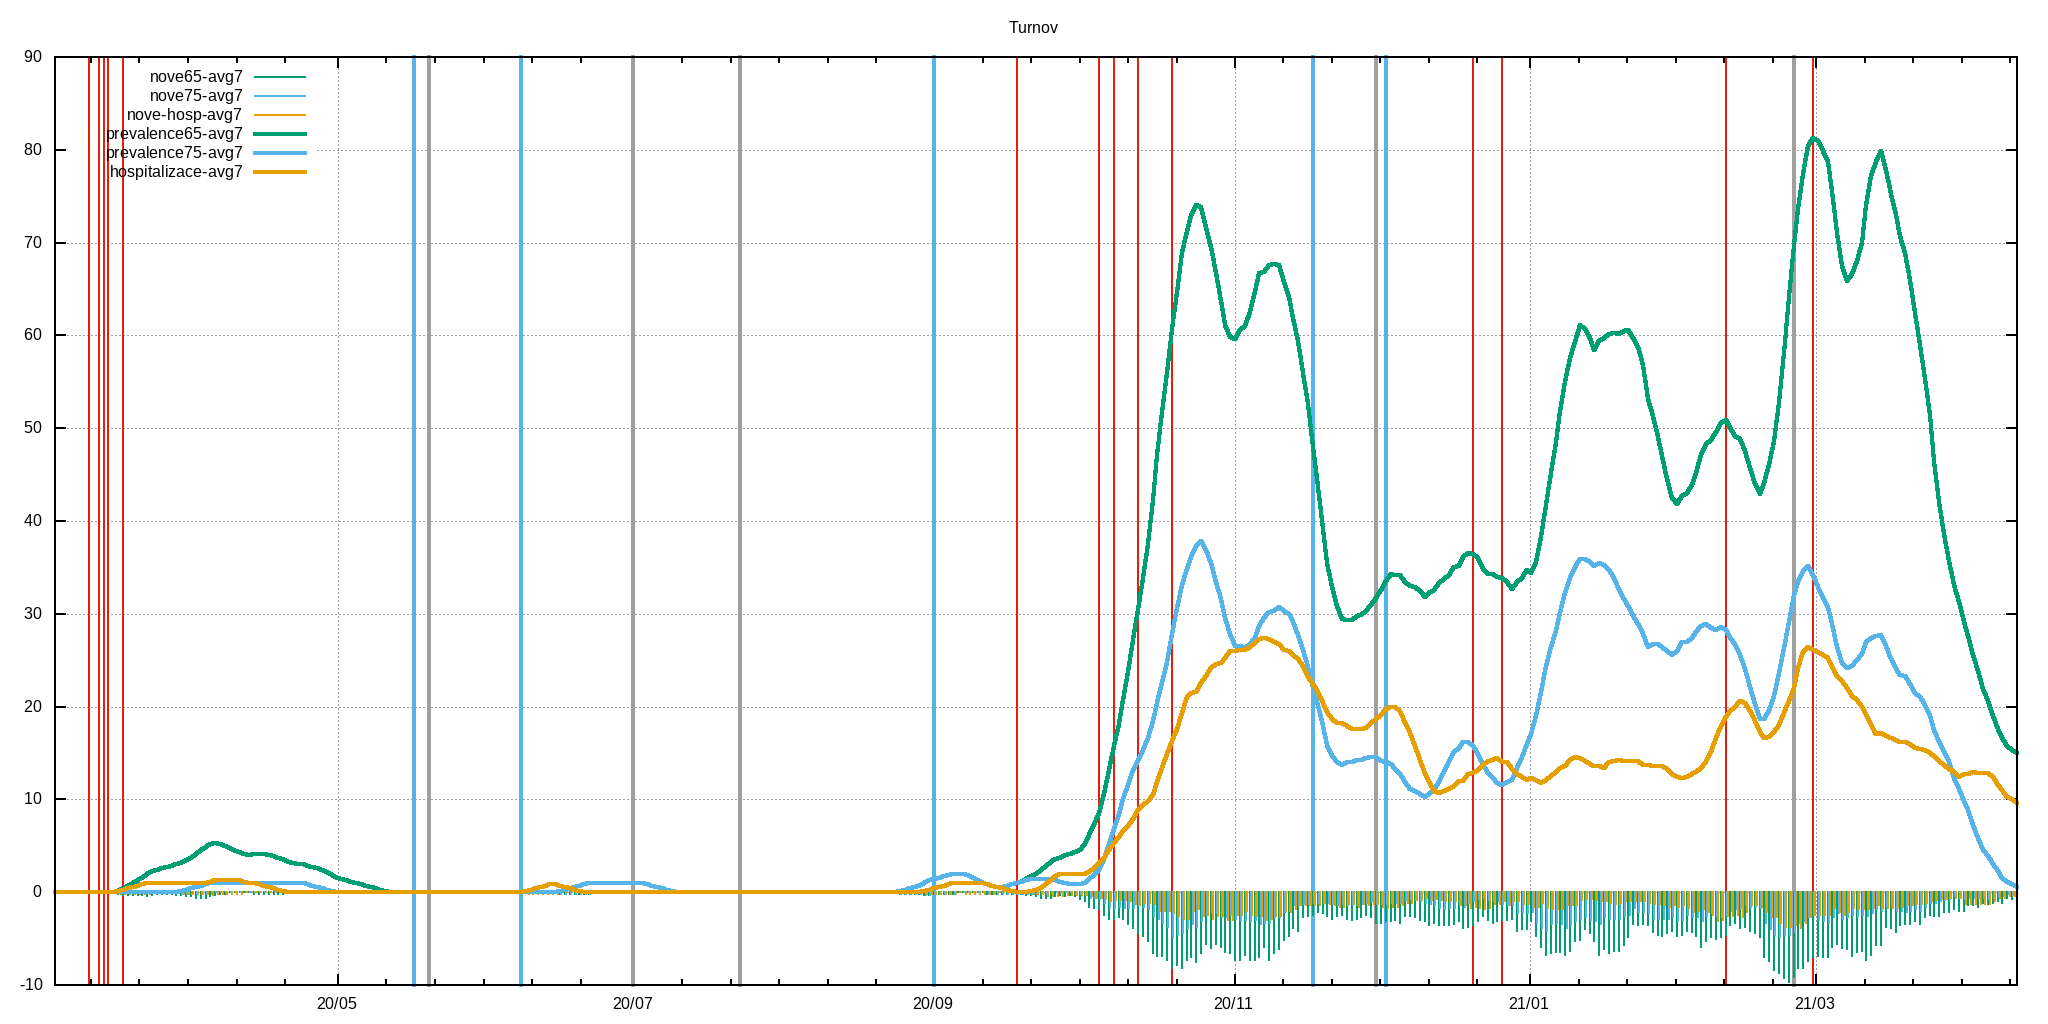 Turnov
90
nove65-avg7
nove75-avg7
nove-hosp-avg7
prevalence65-avg7
prevalence75-avg7
hospitalizace-avg7
80
70
60
50
40
30
20
10
0
-10
20/05 20/07 20/09 20/11 21/01 21/03